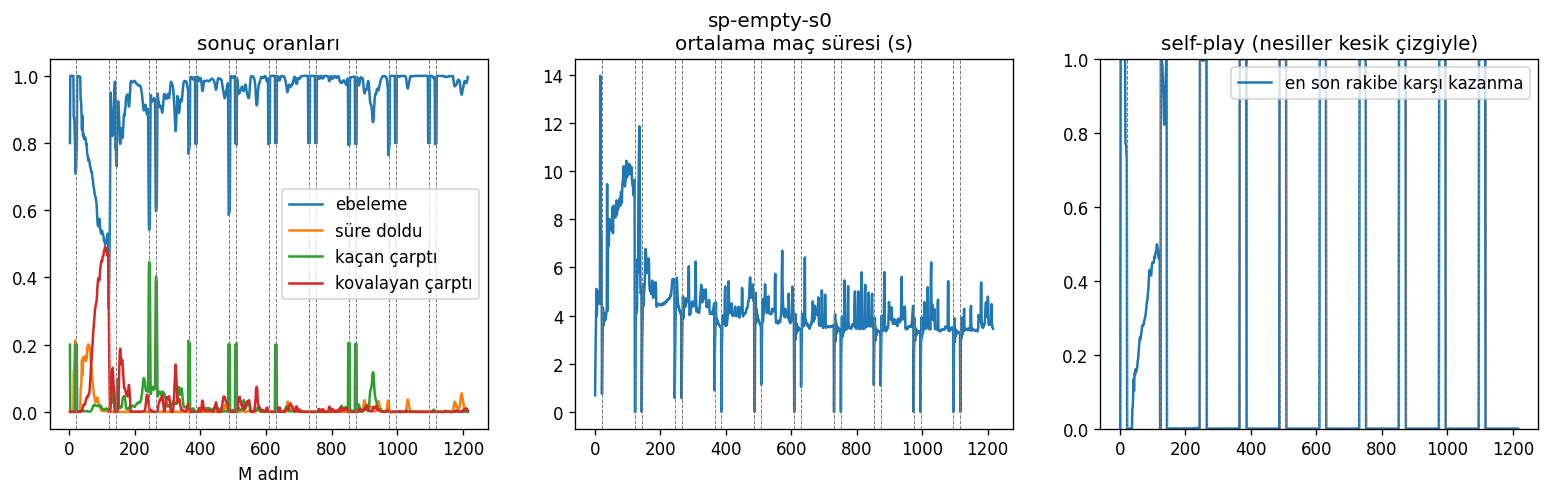 sp-empty-s0
sonuç oranları
1.0
0.8
0.6
0.4
0.2
0.0
ebeleme
süre doldu
kaçan çarptı
kovalayan çarptı
0 200 400 600 800 1000 1200
M adım
ortalama maç süresi (s)
14
12
10
8
6
4
2
0
0 200 400 600 800 1000 1200
self-play (nesiller kesik çizgiyle)
1.0
0.8
0.6
0.4
0.2
0.0
en son rakibe karşı kazanma
0 200 400 600 800 1000 1200